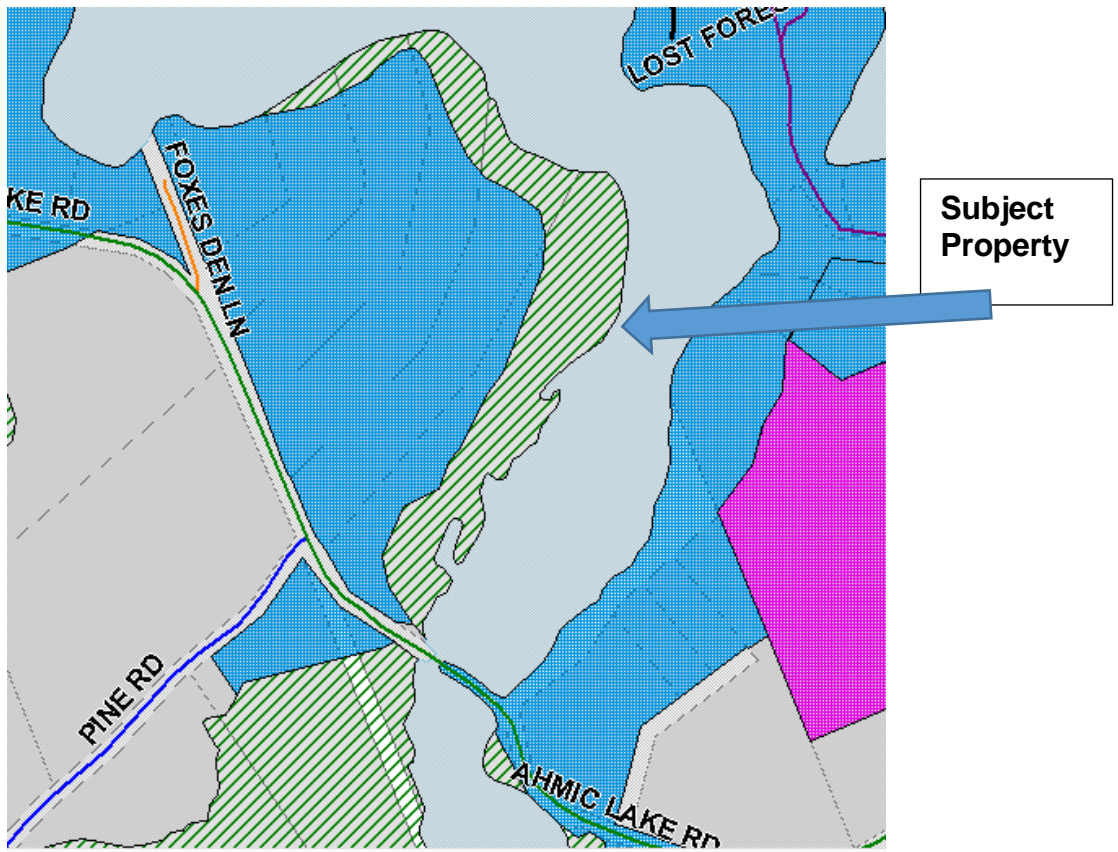 LOST FORES
FOXES DEN LN
KE RD
Subject
Property
PINE RD
AHMIC LAKE RD